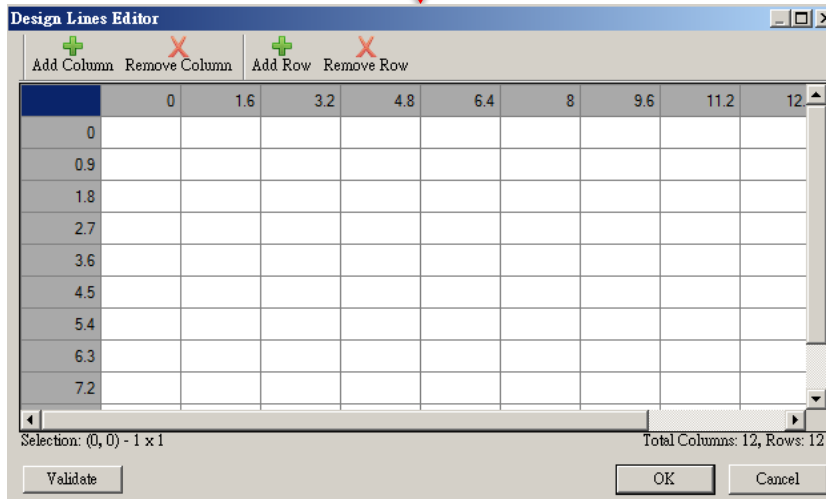 Design Lines Editor
Add Column Remove Column Add Row Remove Row
0 1.6 3.2 4.8 6.4 8 9.6 11.2 12.
0
0.9
1.8
2.7
3.6
4.5
5.4
6.3
7.2
Selection: (0, 0) - 1 x 1 Total Columns: 12, Rows: 12
Validate OK Cancel